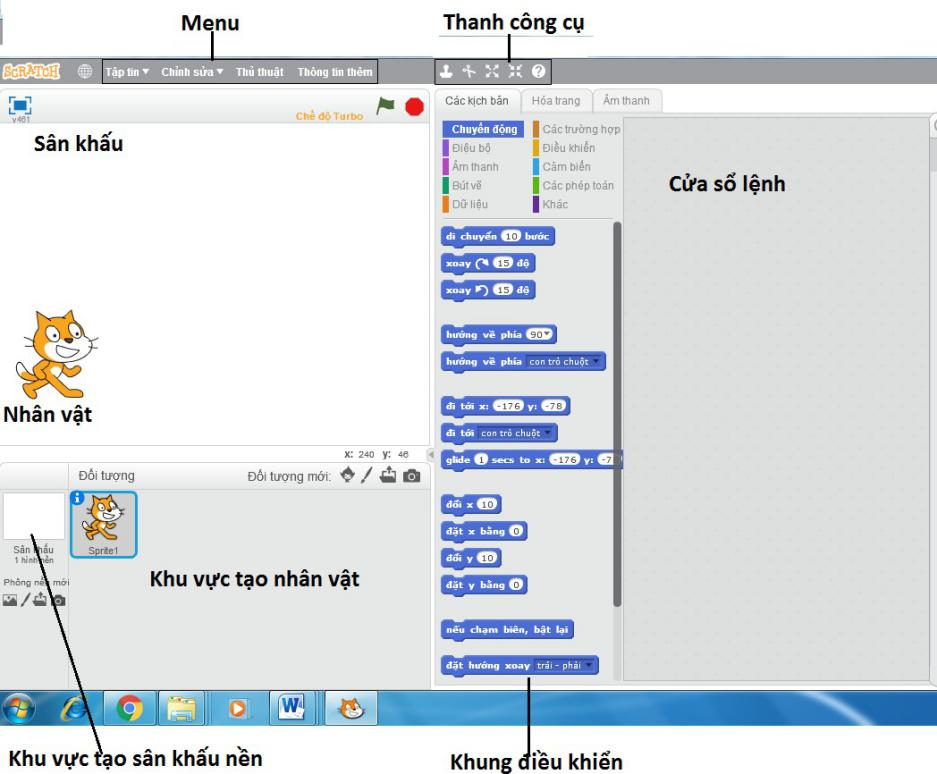 Menu
Thanh công cụ
SCRATCH
Tập tin Chỉnh sửa Thủ thuật Thông tin thêm
v461
Chế độ Turbo
Các kịch bản Hóa trang Âm thanh
Sân khấu
Chuyển động Các trường hợp
Điệu bộ Điều khiển
Âm thanh Cảm biến
Bút vẽ Các phép toán
Dữ liệu Khác
Cửa sổ lệnh
di chuyển 10 bước
xoay 15 độ
xoay 15 độ
hướng về phía 90
hướng về phía con trỏ chuột
đi tới x: -176 y: -78
đi tới con trỏ chuột
glide 1 secs to x: -176 y: -7
đổi x 10
đặt x bằng 0
đổi y 10
đặt y bằng 0
nếu chạm biên, bật lại
đặt hướng xoay trái - phải
Nhân vật
x: 240 y: 46
Đối tượng Đối tượng mới:
Sprite1
Sân khấu
1 hình nền
Phông nền mới
Khu vực tạo nhân vật
Khu vực tạo sân khấu nền
Khung điều khiển